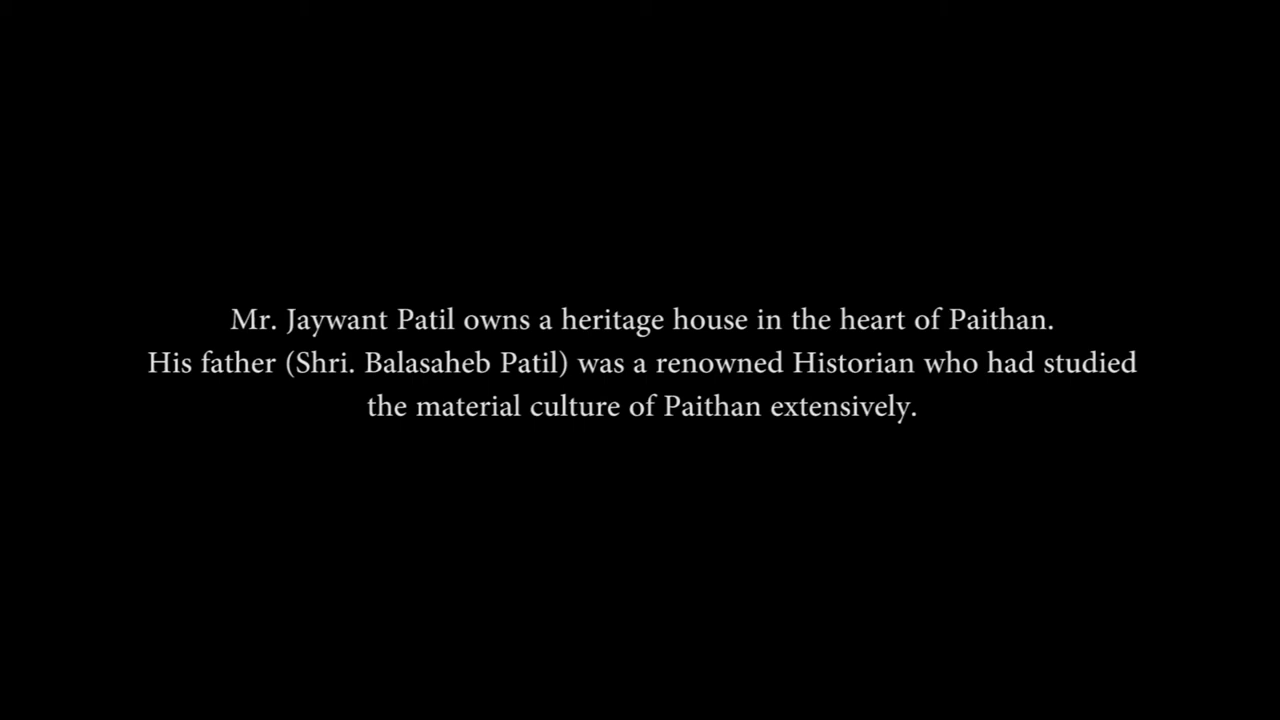 Mr. Jaywant Patil owns a heritage house in the heart of Paithan.
His father (Shri. Balasaheb Patil) was a renowned Historian who had studied
the material culture of Paithan extensively.